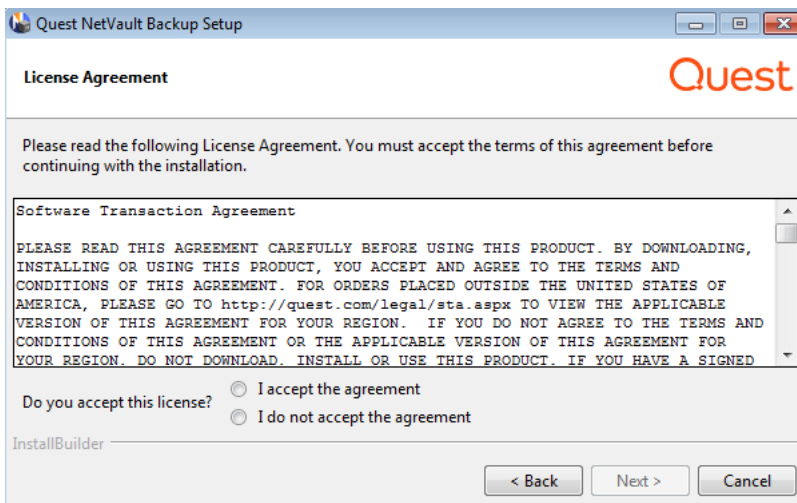 Quest NetVault Backup Setup
License Agreement
Quest
Please read the following License Agreement. You must accept the terms of this agreement before
continuing with the installation.
Software Transaction Agreement
PLEASE READ THIS AGREEMENT CAREFULLY BEFORE USING THIS PRODUCT. BY DOWNLOADING,
INSTALLING OR USING THIS PRODUCT, YOU ACCEPT AND AGREE TO THE TERMS AND
CONDITIONS OF THIS AGREEMENT. FOR ORDERS PLACED OUTSIDE THE UNITED STATES OF
AMERICA, PLEASE GO TO http://quest.com/legal/sta.aspx TO VIEW THE APPLICABLE
VERSION OF THIS AGREEMENT FOR YOUR REGION.  IF YOU DO NOT AGREE TO THE TERMS AND
CONDITIONS OF THIS AGREEMENT OR THE APPLICABLE VERSION OF THIS AGREEMENT FOR
YOUR REGION. DO NOT DOWNLOAD. INSTALL OR USE THIS PRODUCT. IF YOU HAVE A SIGNED
Do you accept this license?
I accept the agreement
I do not accept the agreement
InstallBuilder
< Back
Next >
Cancel